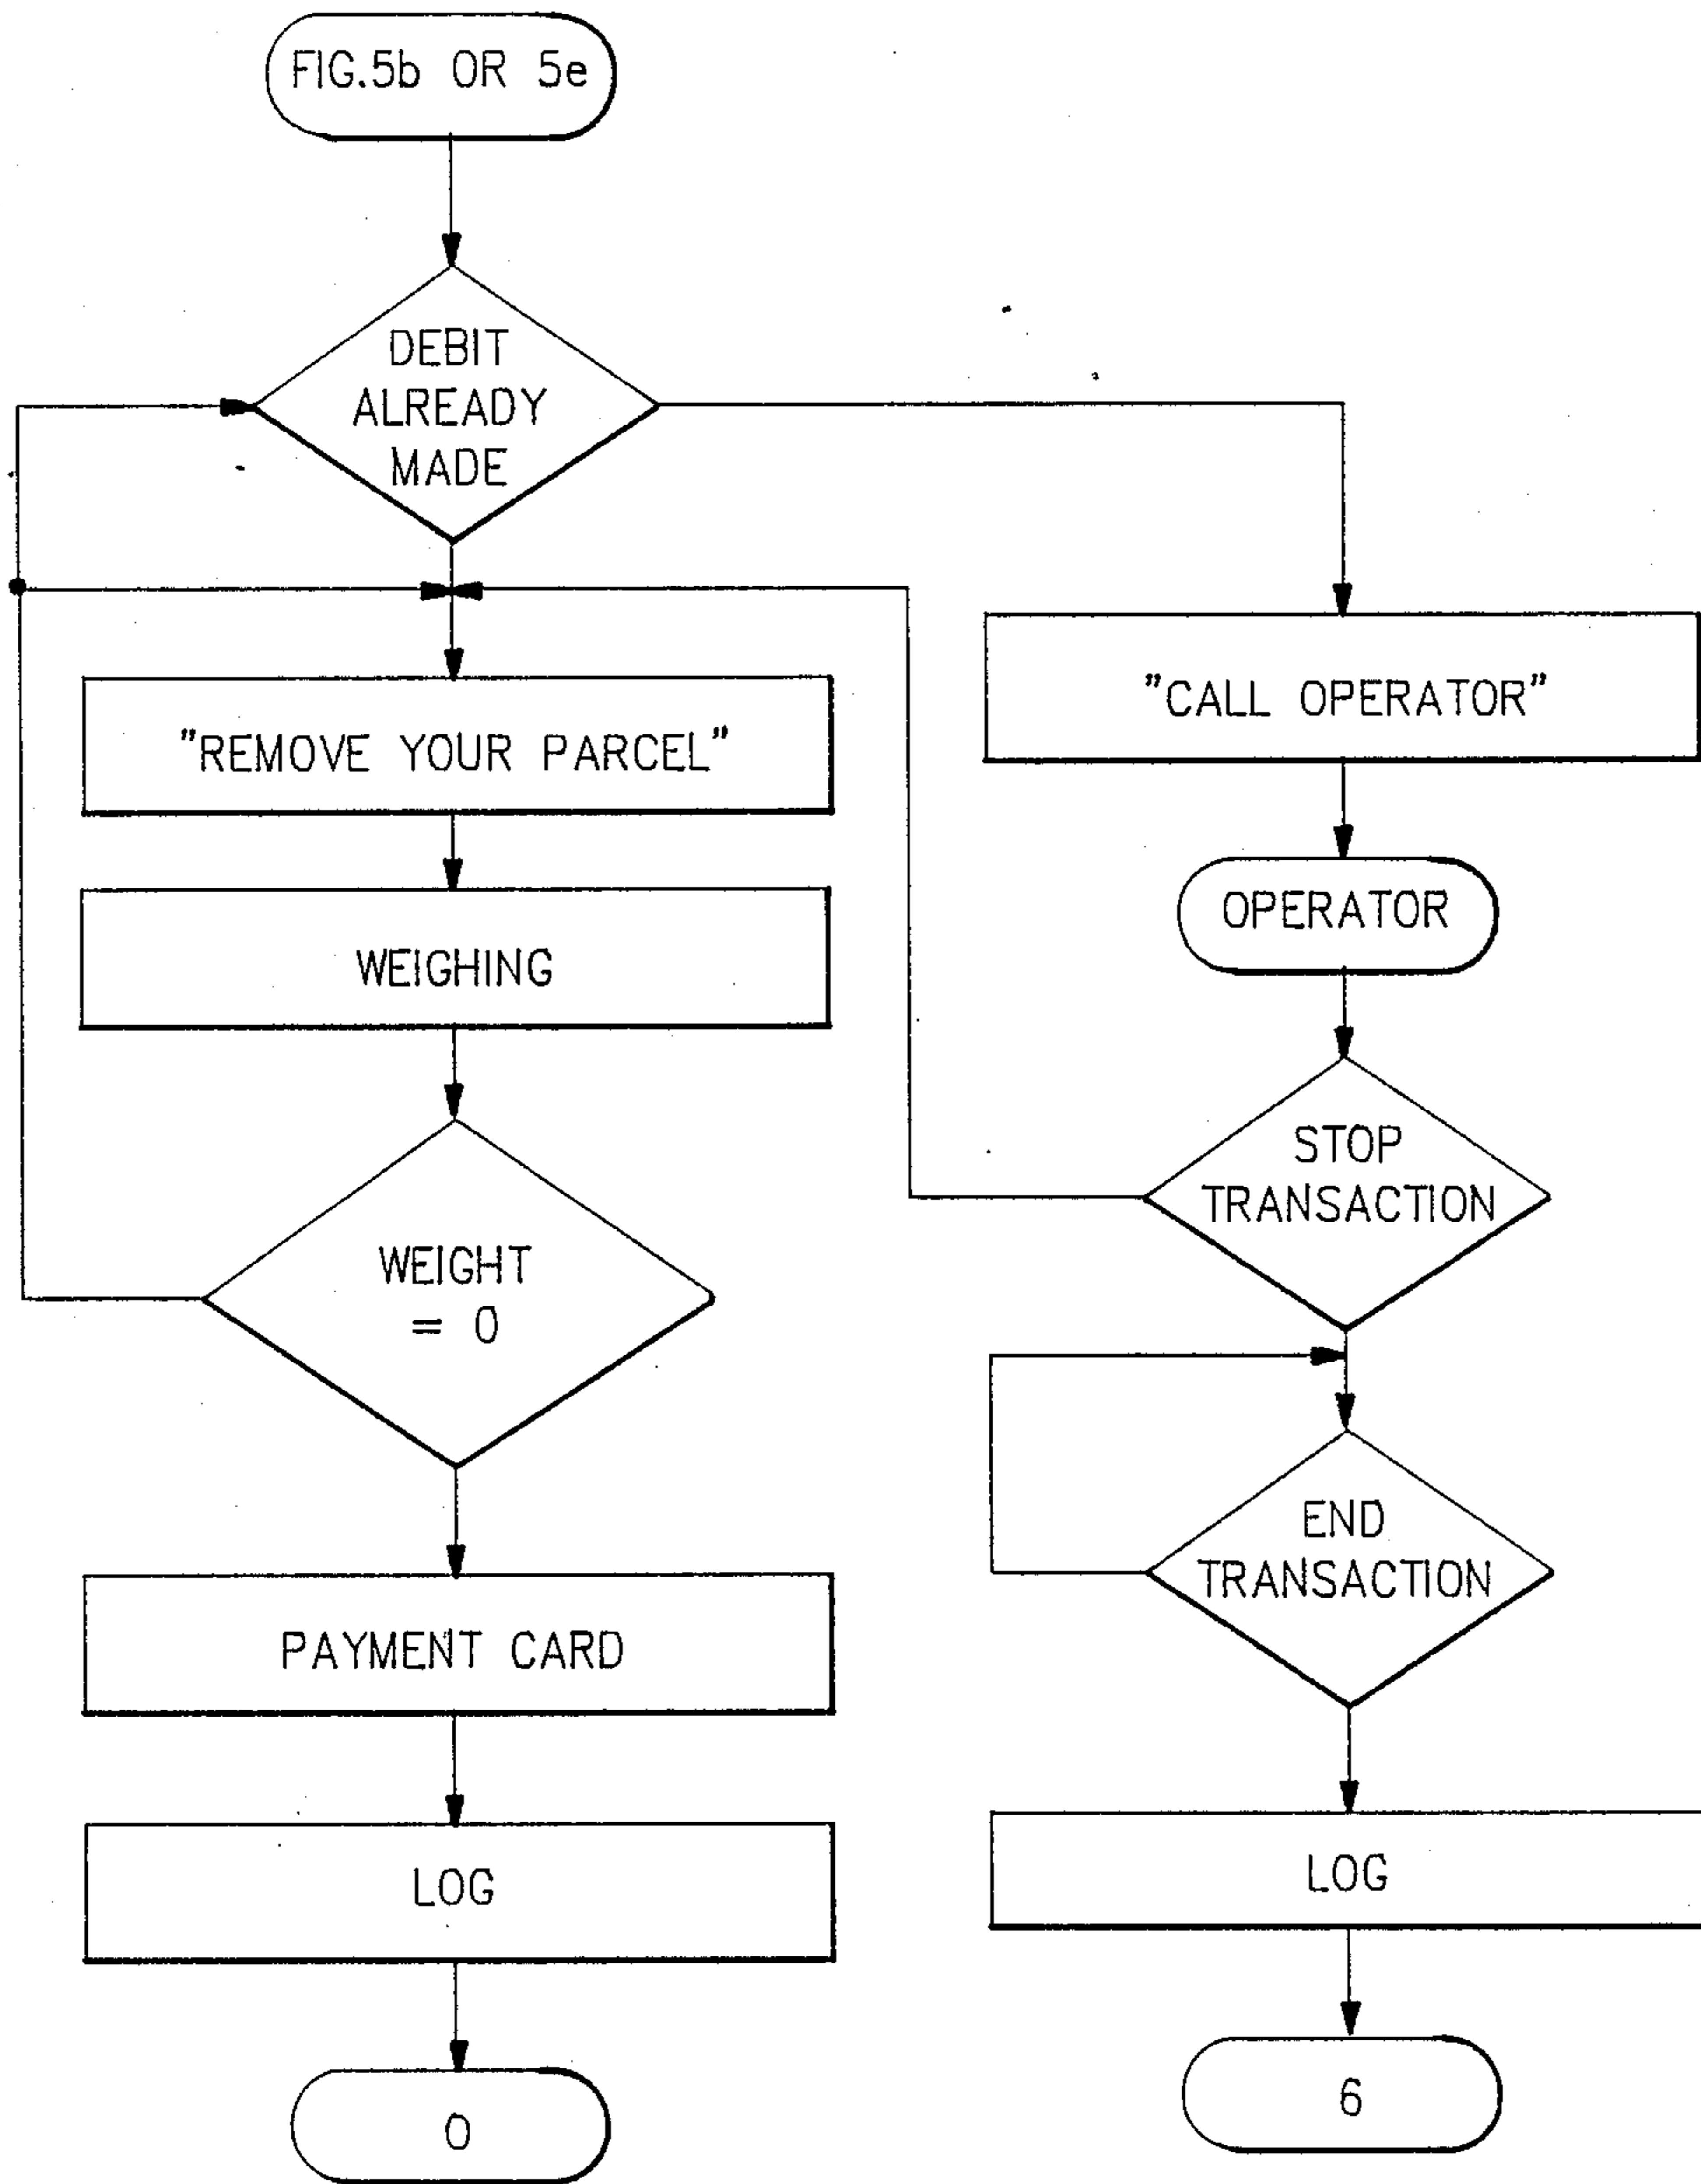 FIG.5b OR 5e
DEBIT
ALREADY
MADE
"REMOVE YOUR PARCEL"
WEIGHING
WEIGHT
= 0
PAYMENT CARD
LOG
0
"CALL OPERATOR"
OPERATOR
STOP
TRANSACTION
END
TRANSACTION
LOG
6